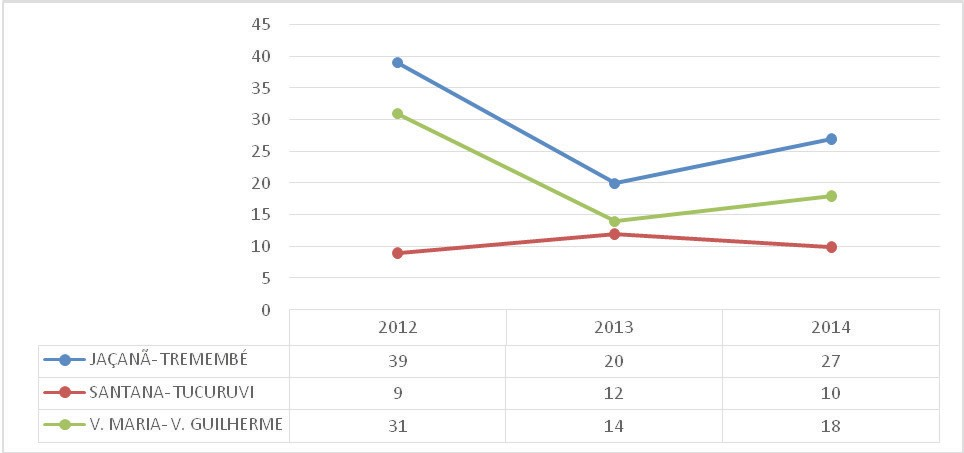 45
40
35
30
25
20
15
10
5
0
2012 2013 2014
JAÇANÃ- TREMEMBÉ 39 20 27
SANTANA- TUCURUVI 9 12 10
V. MARIA- V. GUILHERME 31 14 18